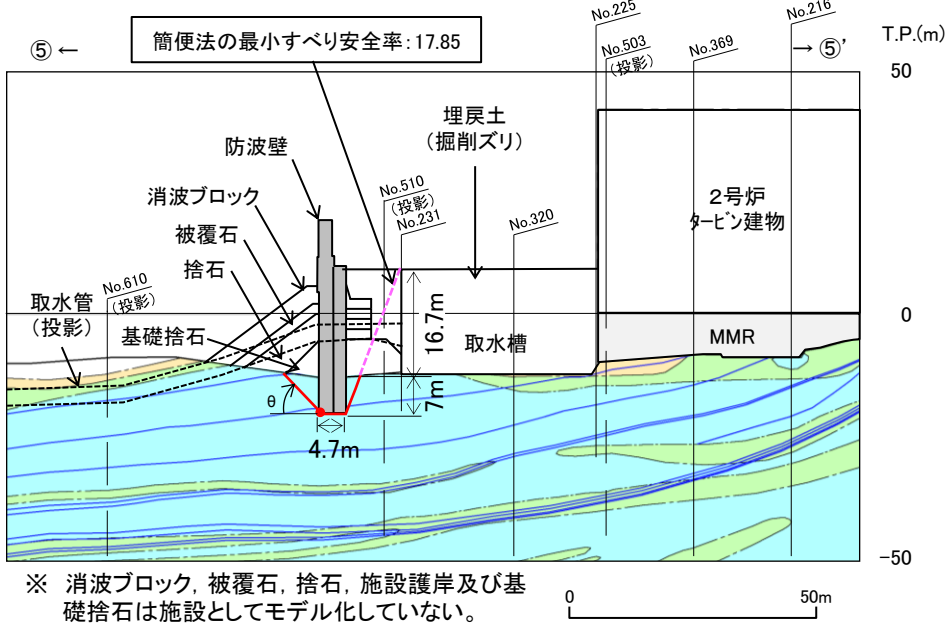 No.225
No.216
⑤ ←
簡便法の最小すべり安全率:17.85
No.503
(投影)
No.369
→ ⑤’
T.P.(m)
50
埋戻土
(掘削ズリ)
防波壁
消波ブロック
No.510
(投影)
No.231
2号炉
タービン建物
被覆石
No.320
捨石
No.610
(投影)
取水管
(投影)
基礎捨石
16.7m
取水槽
0
MMR
θ
7m
4.7m
-50
※ 消波ブロック, 被覆石, 捨石, 施設護岸及び基
礎捨石は施設としてモデル化していない。
0
50m